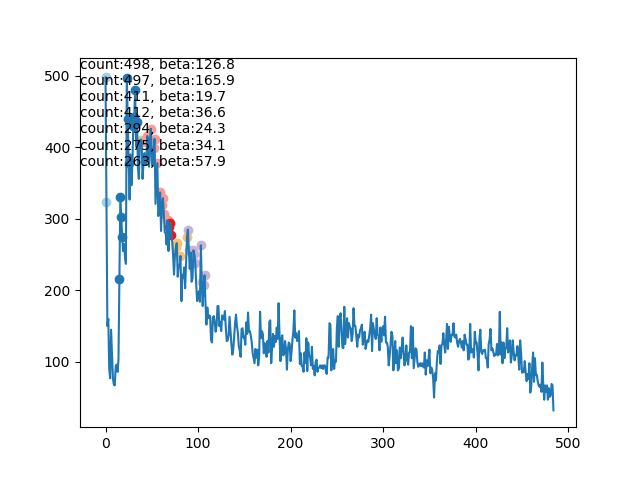 count:498, beta:126.8
count:497, beta:165.9
count:411, beta:19.7
count:412, beta:36.6
count:294, beta:24.3
count:275, beta:34.1
count:263, beta:57.9
500
400
300
200
100
0 100 200 300 400 500